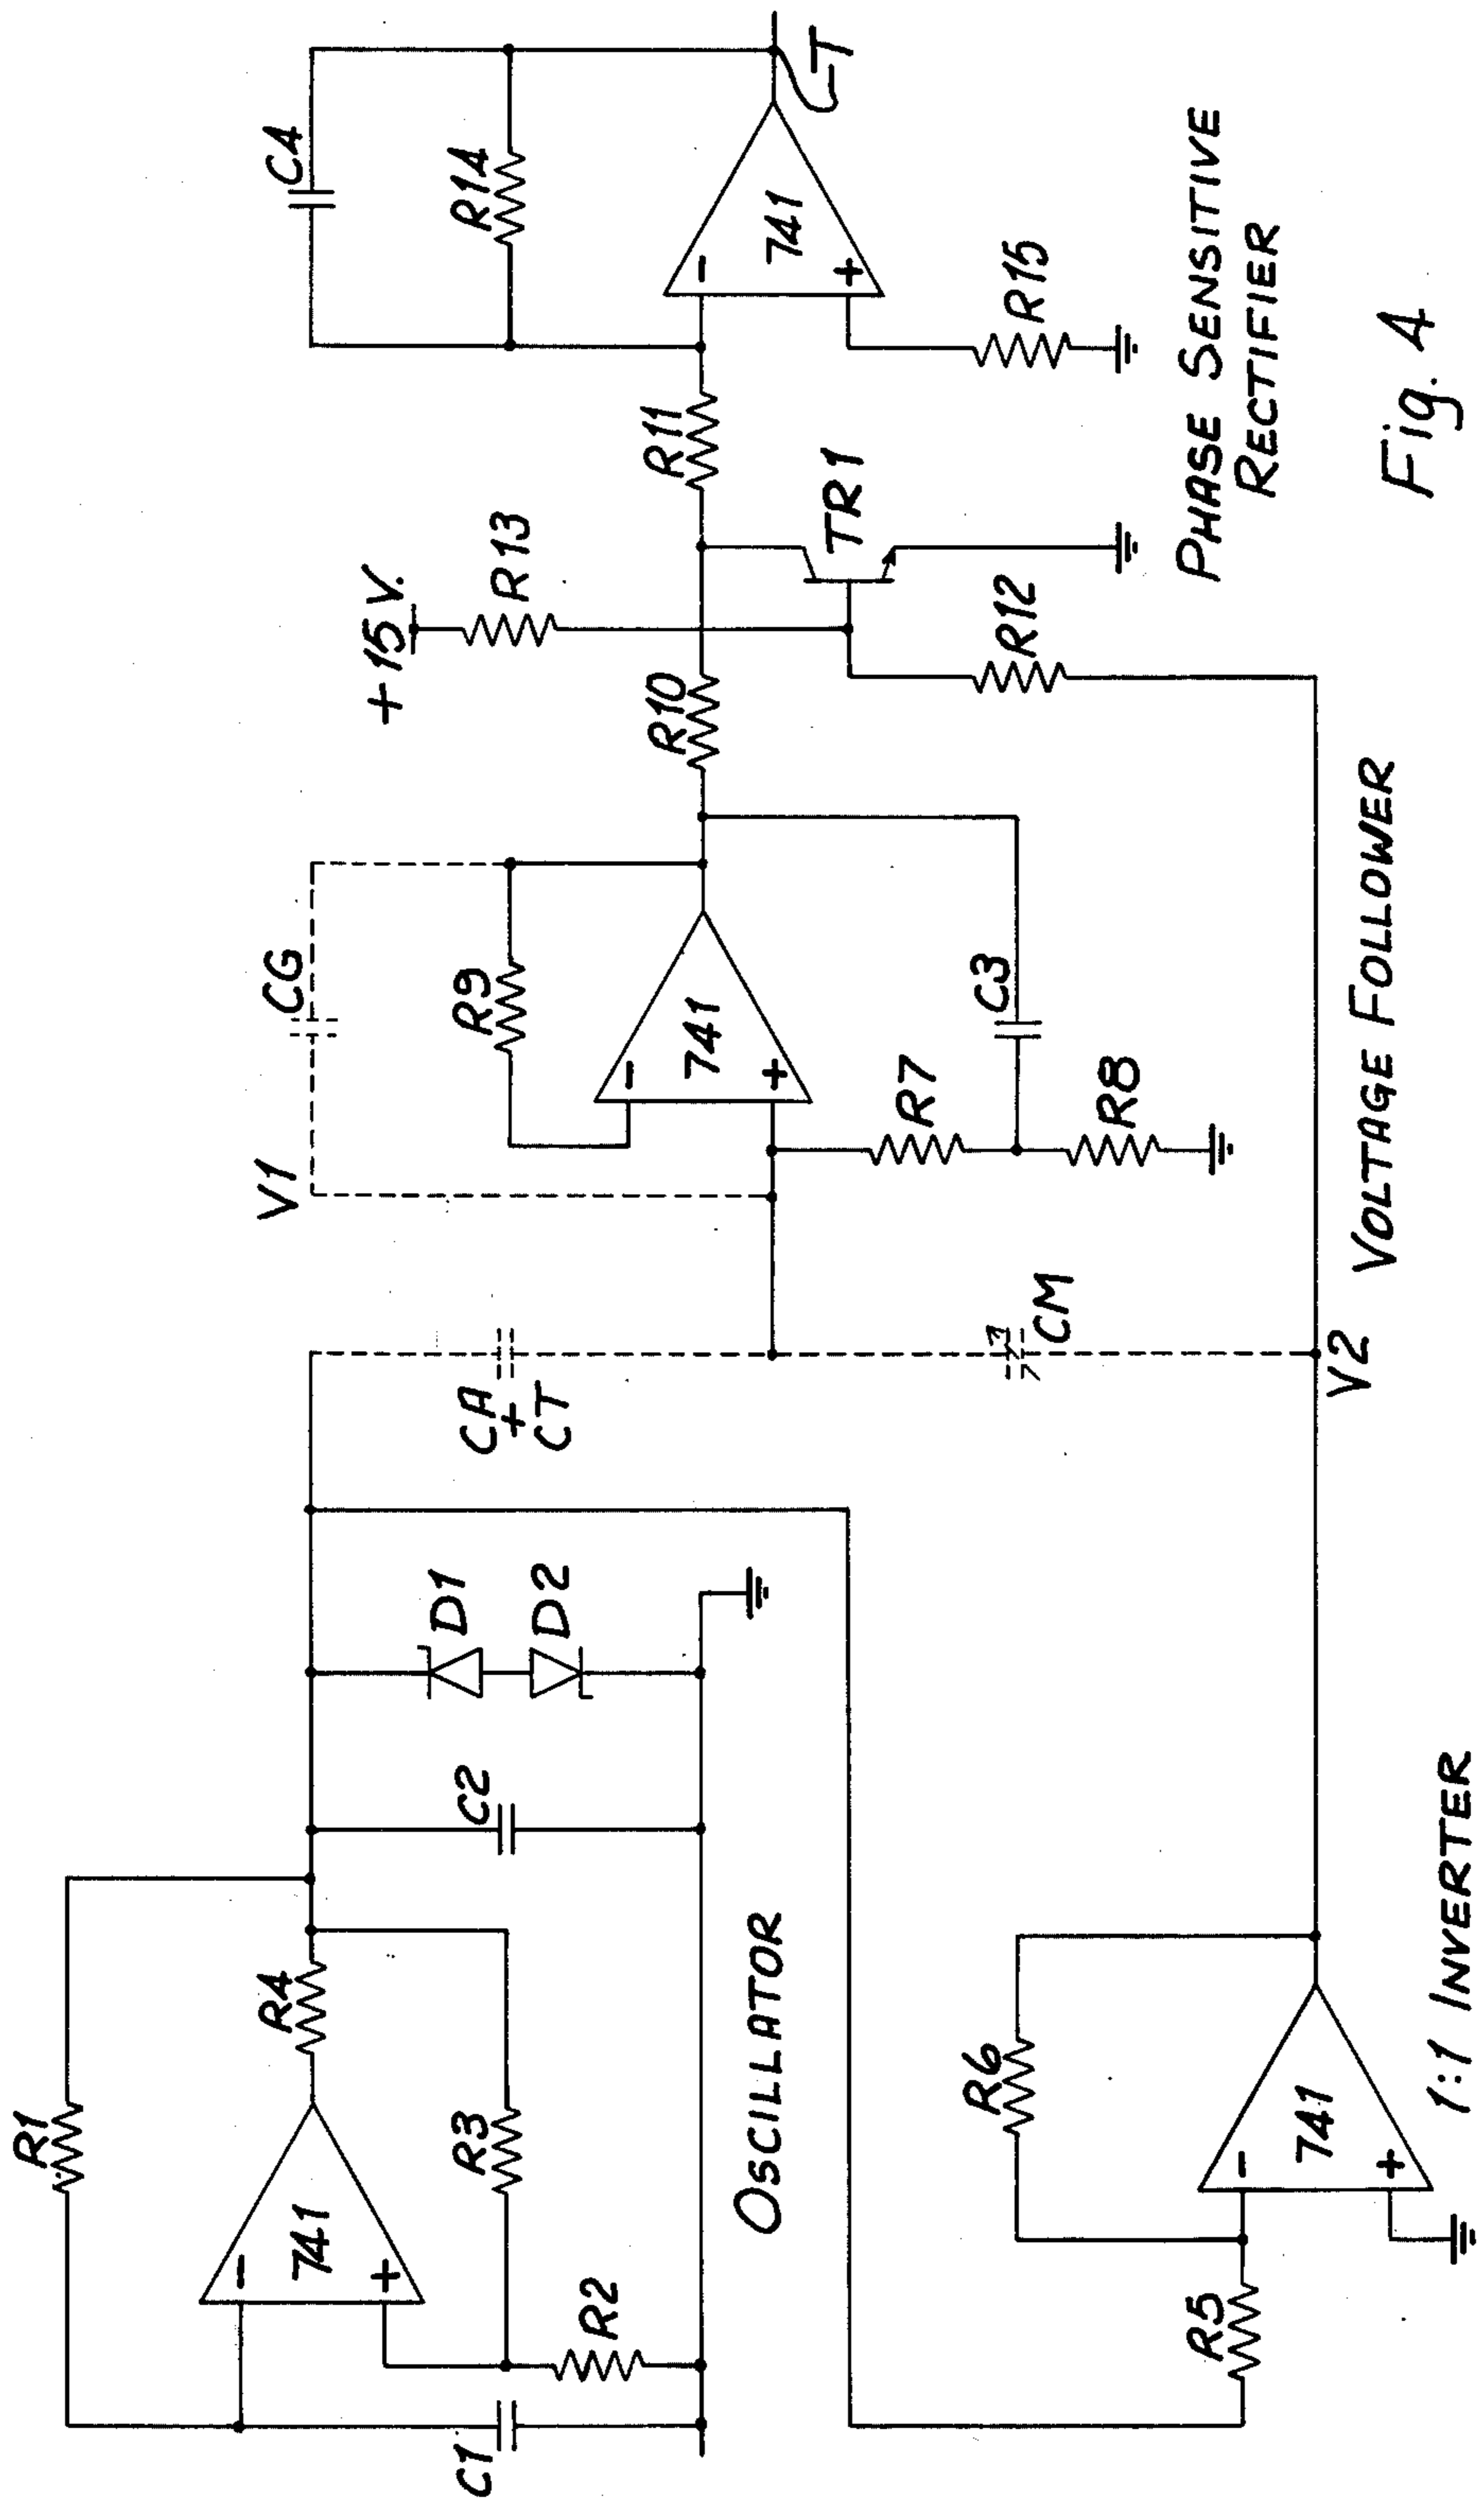 R1
R4
741
-
+
R3
R2
C1
C2
D1
D2
OSCILLATOR
CA
+
CT
V1
CG
R9
741
-
+
R7
C3
R8
CM
+15V.
R13
R10
R11
TR1
R12
C4
R14
741
-
+
R15
PHASE SENSITIVE
RECTIFIER
R6
R5
741
-
+
1:1 INVERTER
V2
VOLTAGE FOLLOWER
Fig. 4